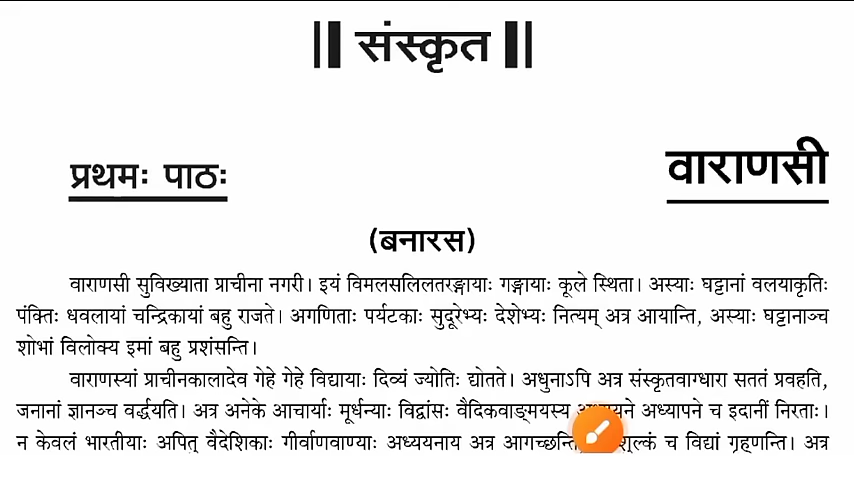 || संस्कृत ||
प्रथमः पाठः
वाराणसी
(बनारस)
वाराणसी सुविख्याता प्राचीना नगरी। इयं विमलसलिलतरङ्गायाः गङ्गायाः कूले स्थिता। अस्याः घट्टानां वलयाकृतिः
पंक्तिः धवलायां चन्द्रिकायां बहु राजते। अगणिताः पर्यटकाः सुदूरेभ्यः देशेभ्यः नित्यम् अत्र आयान्ति, अस्याः घट्टानाञ्च
शोभां विलोक्य इमां बहु प्रशंसन्ति।
वाराणस्यां प्राचीनकालादेव गेहे गेहे विद्यायाः दिव्यं ज्योतिः द्योतते। अधुनाऽपि अत्र संस्कृतवाग्धारा सततं प्रवहति,
जनानां ज्ञानञ्च वर्द्धयति। अत्र अनेके आचार्याः मूर्धन्याः विद्वांसः वैदिकवाङ्मयस्य अध्यापने च इदानीं निरताः।
न केवलं भारतीयाः अपितु वैदेशिकाः गीर्वाणवाण्याः अध्ययनाय अत्र आगच्छन्ति च विद्यां गृह्णन्ति। अत्र